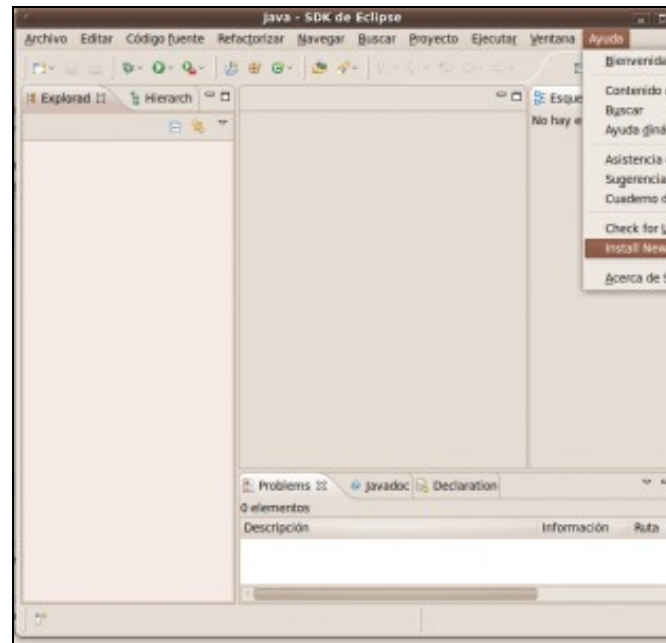 Java - SDK de Eclipse
Archivo Editar Código fuente Refactorizar Navegar Buscar Proyecto Ejecutar Ventana Ayuda
Bienvenida
Contenido
Buscar
Ayuda diná
Asistencia
Sugerencia
Cuaderno d
Check for U
Install New
Acerca de S
Explorad Hierarch
Esque
No hay e
Problems Javadoc Declaration
0 elementos
Descripción Información Ruta